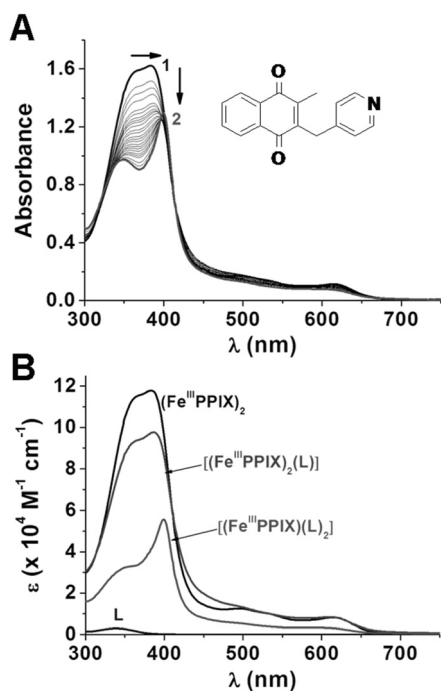 A
Absorbance
1.6
1.2
0.8
0.4
0.0
1
2
O
O
N
300 400 500 600 700
λ (nm)
B
ε (x 10⁴ M⁻¹ cm⁻¹)
12
10
8
6
4
2
0
(FeᴵᴵᴵPPIX)₂
[(FeᴵᴵᴵPPIX)₂(L)]
[(FeᴵᴵᴵPPIX)(L)₂]
L
300 400 500 600 700
λ (nm)